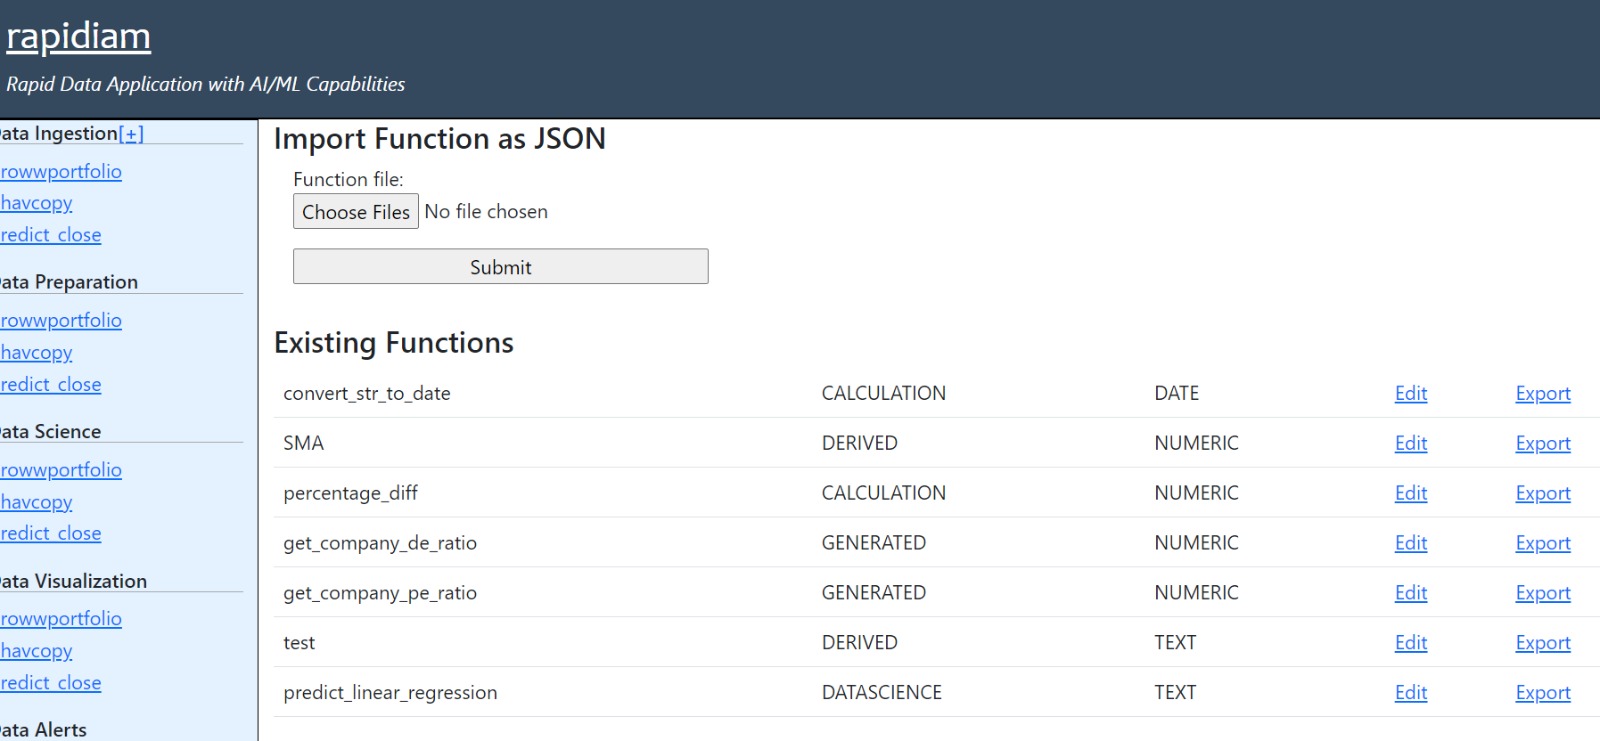 rapidiam
Rapid Data Application with AI/ML Capabilities
ata Ingestion[+]
rowwportfolio
havcopy
redict_close
ata Preparation
rowwportfolio
havcopy
redict_close
ata Science
rowwportfolio
havcopy
redict_close
ata Visualization
rowwportfolio
havcopy
redict_close
ata Alerts
Import Function as JSON
Function file:
Choose Files No file chosen
Submit
Existing Functions
convert_str_to_date CALCULATION DATE Edit Export
SMA DERIVED NUMERIC Edit Export
percentage_diff CALCULATION NUMERIC Edit Export
get_company_de_ratio GENERATED NUMERIC Edit Export
get_company_pe_ratio GENERATED NUMERIC Edit Export
test DERIVED TEXT Edit Export
predict_linear_regression DATASCIENCE TEXT Edit Export